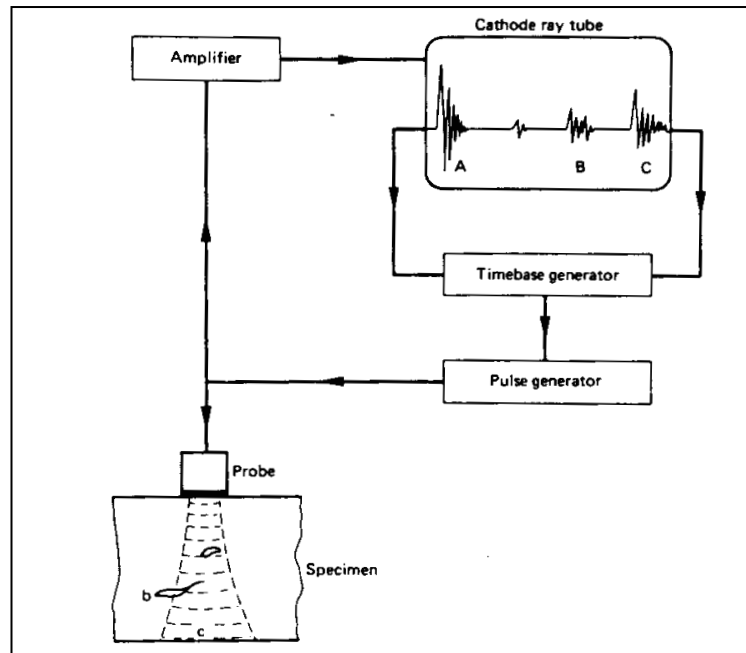 Cathode ray tube
Amplifier
A
B
C
Timebase generator
Pulse generator
Probe
Specimen
b
c